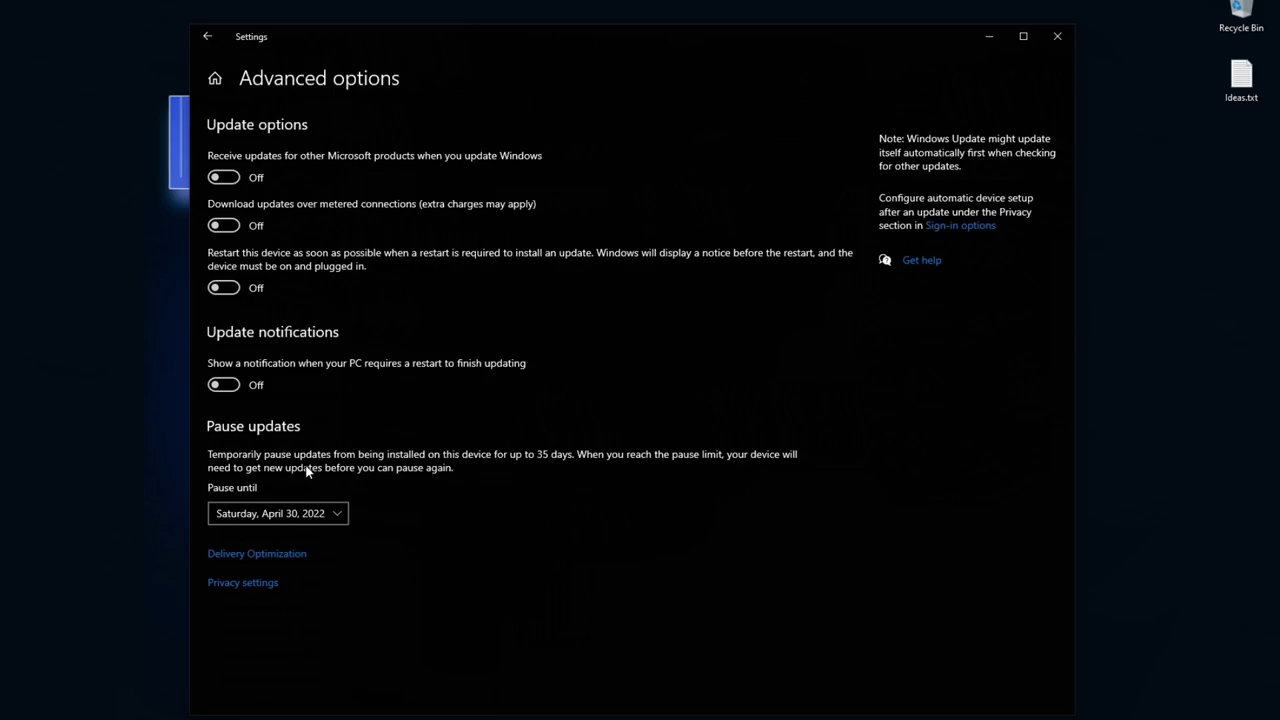 Settings
Advanced options
Update options
Receive updates for other Microsoft products when you update Windows
Off
Download updates over metered connections (extra charges may apply)
Off
Restart this device as soon as possible when a restart is required to install an update. Windows will display a notice before the restart, and the
device must be on and plugged in.
Off
Update notifications
Show a notification when your PC requires a restart to finish updating
Off
Pause updates
Temporarily pause updates from being installed on this device for up to 35 days. When you reach the pause limit, your device will
need to get new updates before you can pause again.
Pause until
Saturday, April 30, 2022
Delivery Optimization
Privacy settings
Note: Windows Update might update
itself automatically first when checking
for other updates.
Configure automatic device setup
after an update under the Privacy
section in Sign-in options
Get help
Recycle Bin
Ideas.txt